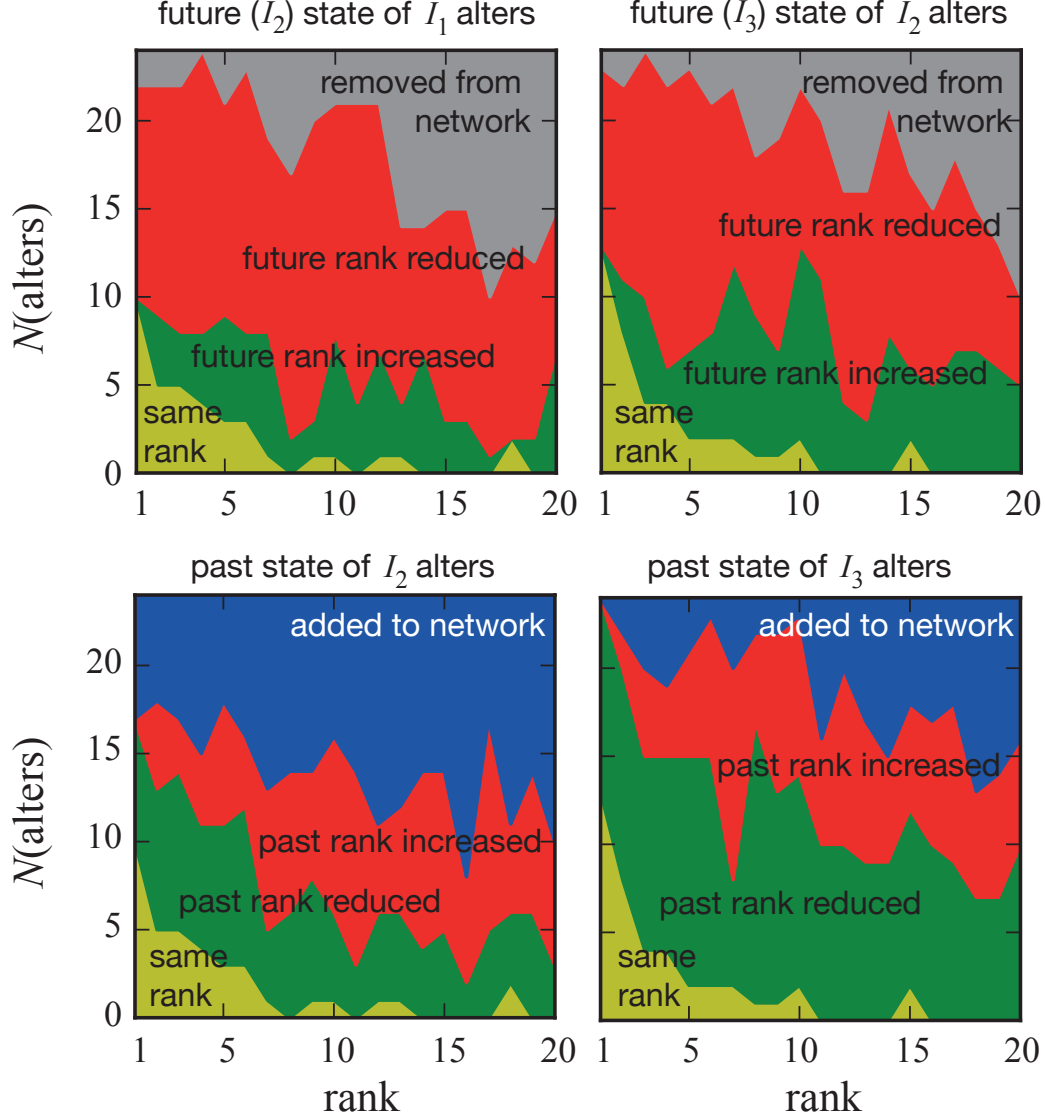 future (I₂) state of I₁ alters
future (I₃) state of I₂ alters
N(alters)
20
15
10
5
0
removed from
network
future rank reduced
future rank increased
same
rank
1
5
10
15
20
removed from
network
future rank reduced
future rank increased
same
rank
1
5
10
15
20
past state of I₂ alters
past state of I₃ alters
N(alters)
20
15
10
5
0
added to network
past rank increased
past rank reduced
same
rank
1
5
10
15
20
rank
added to network
past rank increased
past rank reduced
same
rank
1
5
10
15
20
rank